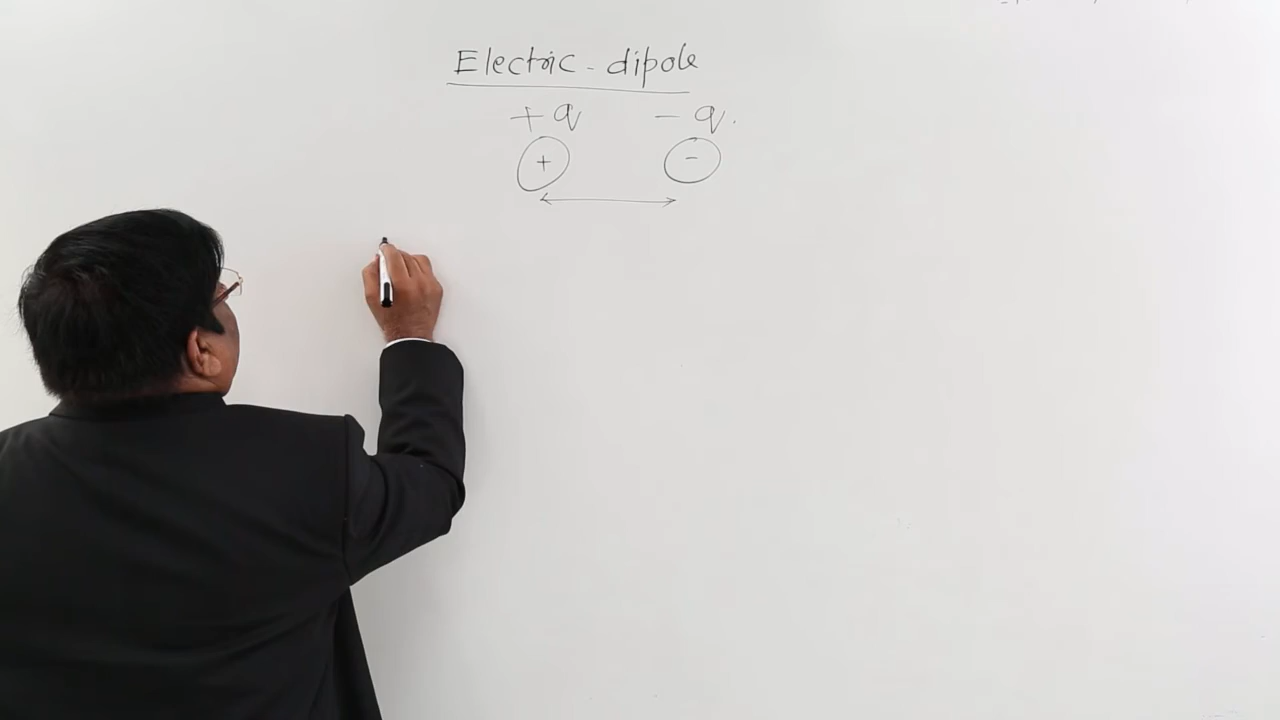 Electric - dipole
+ q - q.
+ -